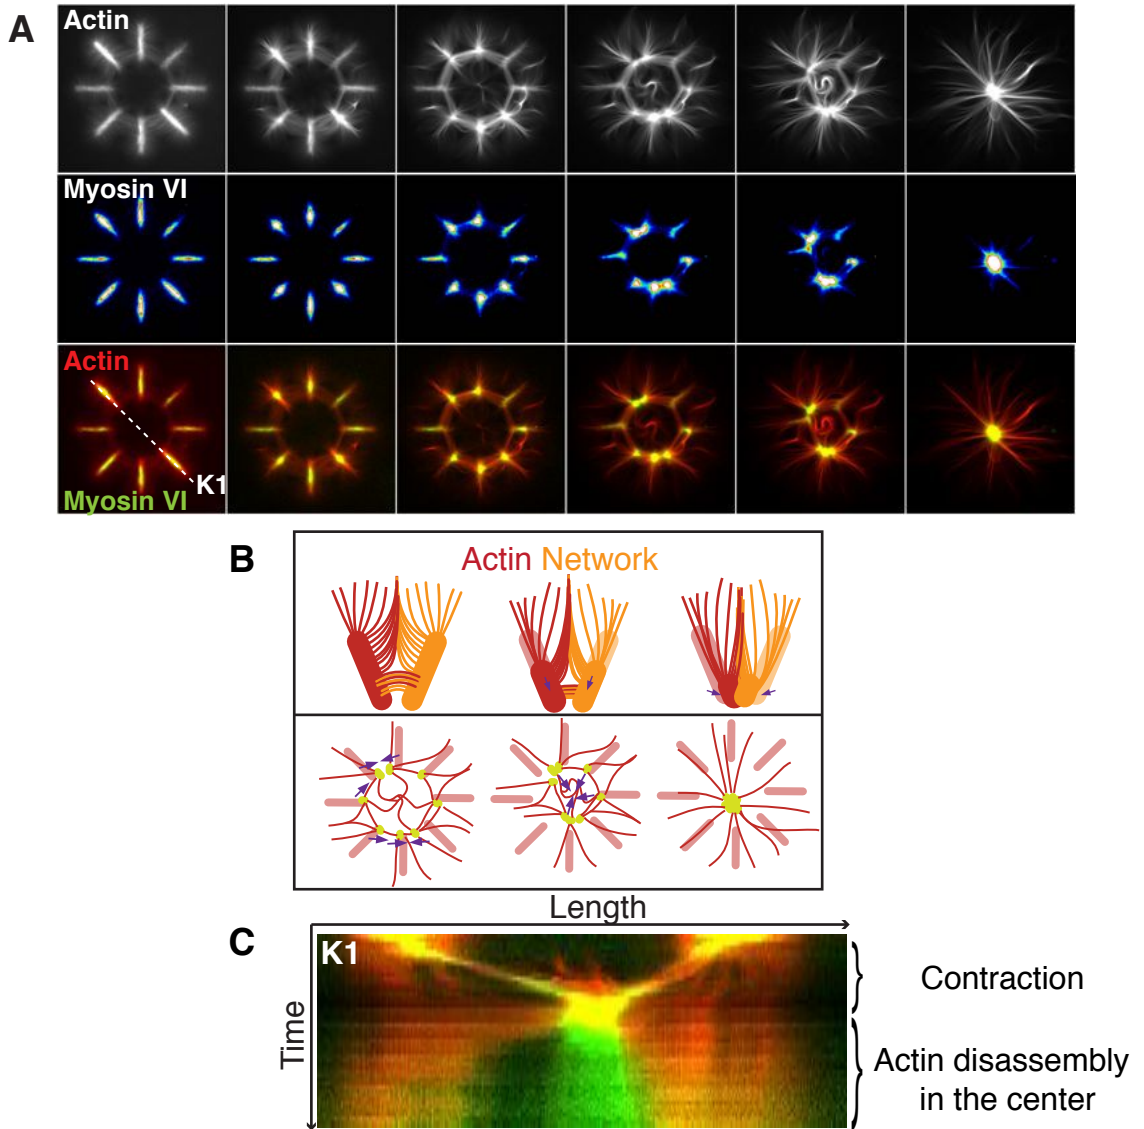 A
Actin
Myosin VI
Actin
K1
Myosin VI
B
Actin Network
Length
C
K1
Time
Contraction
Actin disassembly
in the center